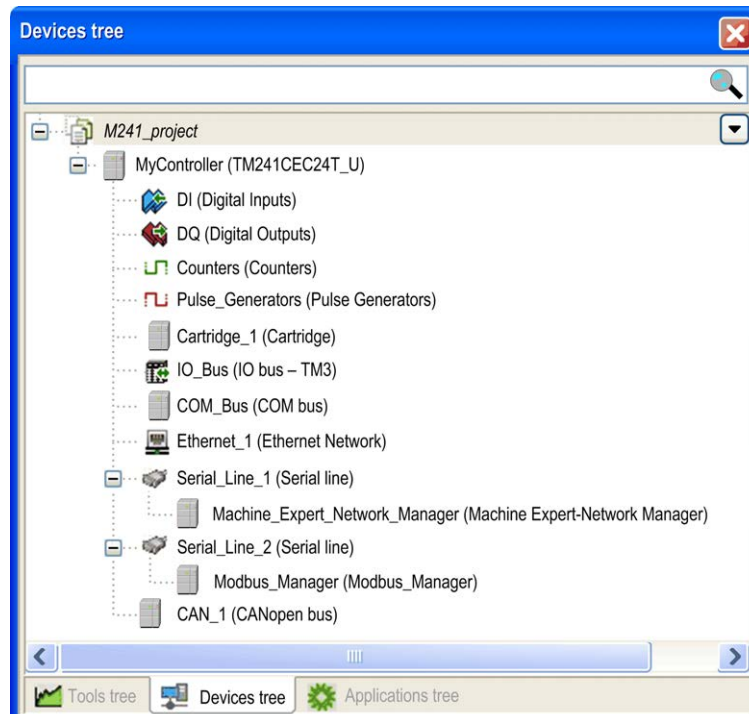 Devices tree
M241_project
MyController (TM241CEC24T_U)
DI (Digital Inputs)
DQ (Digital Outputs)
Counters (Counters)
Pulse_Generators (Pulse Generators)
Cartridge_1 (Cartridge)
IO_Bus (IO bus – TM3)
COM_Bus (COM bus)
Ethernet_1 (Ethernet Network)
Serial_Line_1 (Serial line)
Machine_Expert_Network_Manager (Machine Expert-Network Manager)
Serial_Line_2 (Serial line)
Modbus_Manager (Modbus_Manager)
CAN_1 (CANopen bus)
Tools tree Devices tree Applications tree